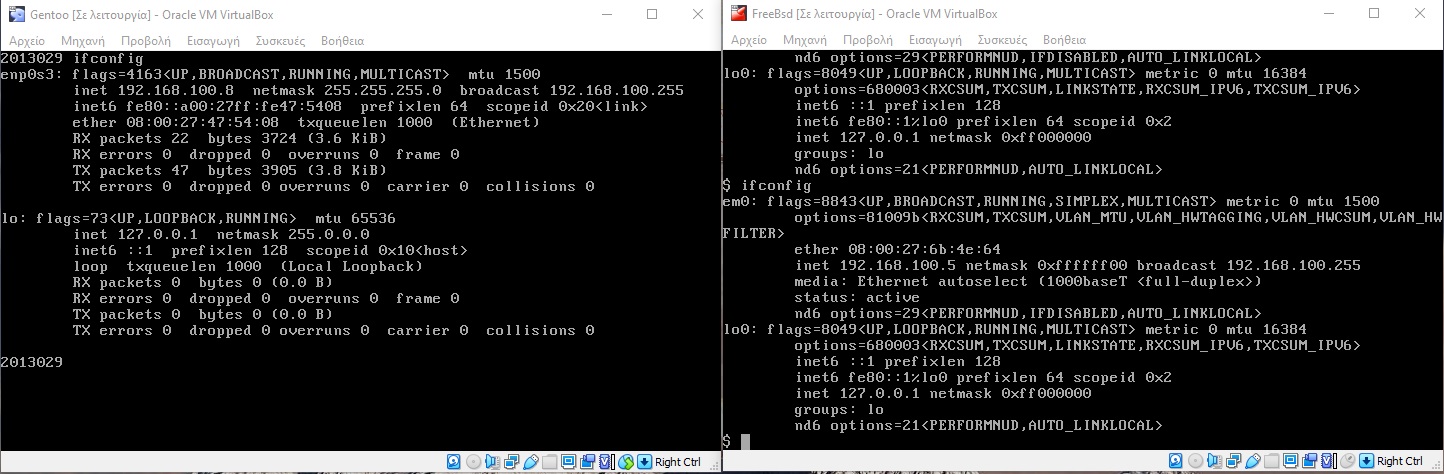 Gentoo [Σε λειτουργία] - Oracle VM VirtualBox
Αρχείο Μηχανή Προβολή Εισαγωγή Συσκευές Βοήθεια
2013029 ifconfig
enp0s3: flags=4163<UP,BROADCAST,RUNNING,MULTICAST>  mtu 1500
        inet 192.168.100.8  netmask 255.255.255.0  broadcast 192.168.100.255
        inet6 fe80::a00:27ff:fe47:5408  prefixlen 64  scopeid 0x20<link>
        ether 08:00:27:47:54:08  txqueuelen 1000  (Ethernet)
        RX packets 22  bytes 3724 (3.6 KiB)
        RX errors 0  dropped 0  overruns 0  frame 0
        TX packets 47  bytes 3905 (3.8 KiB)
        TX errors 0  dropped 0 overruns 0  carrier 0  collisions 0
lo: flags=73<UP,LOOPBACK,RUNNING>  mtu 65536
        inet 127.0.0.1  netmask 255.0.0.0
        inet6 ::1  prefixlen 128  scopeid 0x10<host>
        loop  txqueuelen 1000  (Local Loopback)
        RX packets 0  bytes 0 (0.0 B)
        RX errors 0  dropped 0  overruns 0  frame 0
        TX packets 0  bytes 0 (0.0 B)
        TX errors 0  dropped 0 overruns 0  carrier 0  collisions 0
2013029
Right Ctrl
FreeBsd [Σε λειτουργία] - Oracle VM VirtualBox
Αρχείο Μηχανή Προβολή Εισαγωγή Συσκευές Βοήθεια
        nd6 options=29<PERFORMNUD,IFDISABLED,AUTO_LINKLOCAL>
lo0: flags=8049<UP,LOOPBACK,RUNNING,MULTICAST> metric 0 mtu 16384
        options=680003<RXCSUM,TXCSUM,LINKSTATE,RXCSUM_IPV6,TXCSUM_IPV6>
        inet6 ::1 prefixlen 128
        inet6 fe80::1%lo0 prefixlen 64 scopeid 0x2
        inet 127.0.0.1 netmask 0xff000000
        groups: lo
        nd6 options=21<PERFORMNUD,AUTO_LINKLOCAL>
$ ifconfig
em0: flags=8843<UP,BROADCAST,RUNNING,SIMPLEX,MULTICAST> metric 0 mtu 1500
        options=81009b<RXCSUM,TXCSUM,VLAN_MTU,VLAN_HWTAGGING,VLAN_HWCSUM,VLAN_HW
FILTER>
        ether 08:00:27:6b:4e:64
        inet 192.168.100.5 netmask 0xffffff00 broadcast 192.168.100.255
        media: Ethernet autoselect (1000baseT <full-duplex>)
        status: active
        nd6 options=29<PERFORMNUD,IFDISABLED,AUTO_LINKLOCAL>
lo0: flags=8049<UP,LOOPBACK,RUNNING,MULTICAST> metric 0 mtu 16384
        options=680003<RXCSUM,TXCSUM,LINKSTATE,RXCSUM_IPV6,TXCSUM_IPV6>
        inet6 ::1 prefixlen 128
        inet6 fe80::1%lo0 prefixlen 64 scopeid 0x2
        inet 127.0.0.1 netmask 0xff000000
        groups: lo
        nd6 options=21<PERFORMNUD,AUTO_LINKLOCAL>
$
Right Ctrl